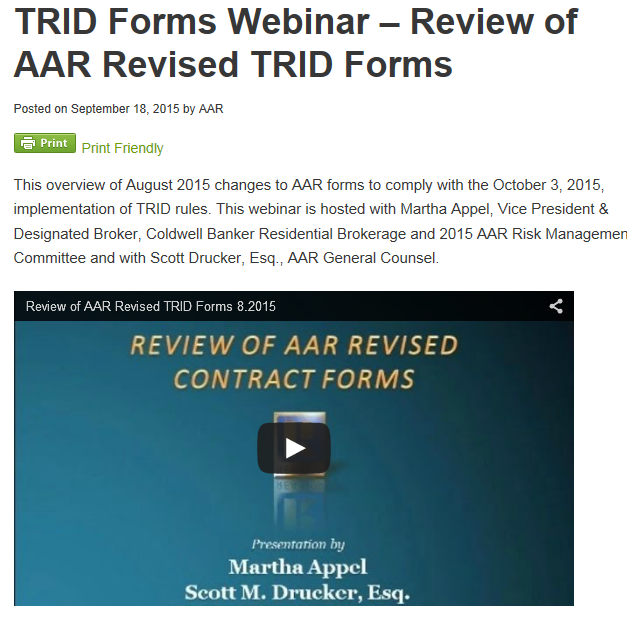 TRID Forms Webinar – Review of
AAR Revised TRID Forms
Posted on September 18, 2015 by AAR
Print Print Friendly
This overview of August 2015 changes to AAR forms to comply with the October 3, 2015,
implementation of TRID rules. This webinar is hosted with Martha Appel, Vice President &
Designated Broker, Coldwell Banker Residential Brokerage and 2015 AAR Risk Managemen
Committee and with Scott Drucker, Esq., AAR General Counsel.
Review of AAR Revised TRID Forms 8.2015
REVIEW OF AAR REVISED
CONTRACT FORMS
Presentation by
Martha Appel
Scott M. Drucker, Esq.